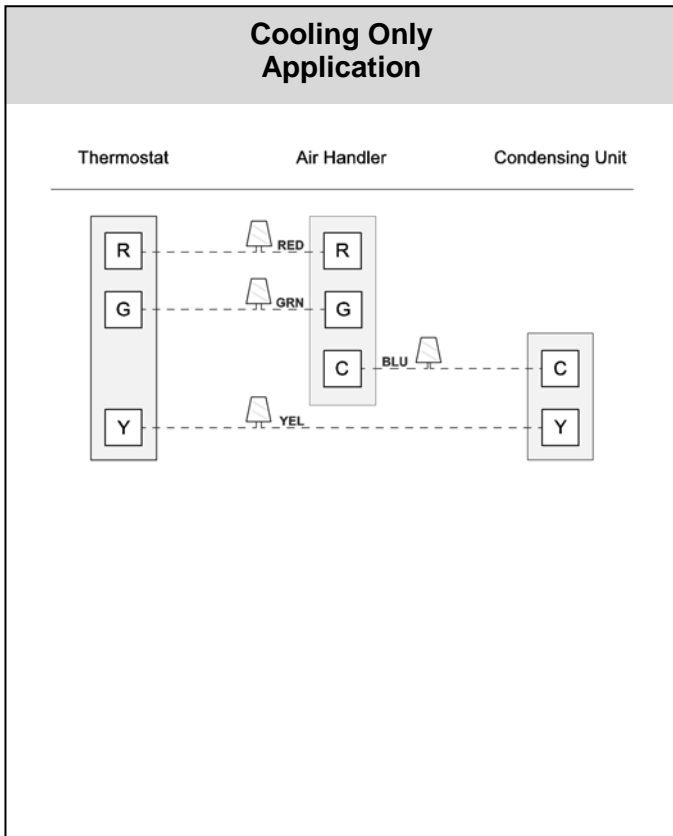 Cooling Only
Application
Thermostat Air Handler Condensing Unit
R RED R
G GRN G
C BLU C
Y YEL Y